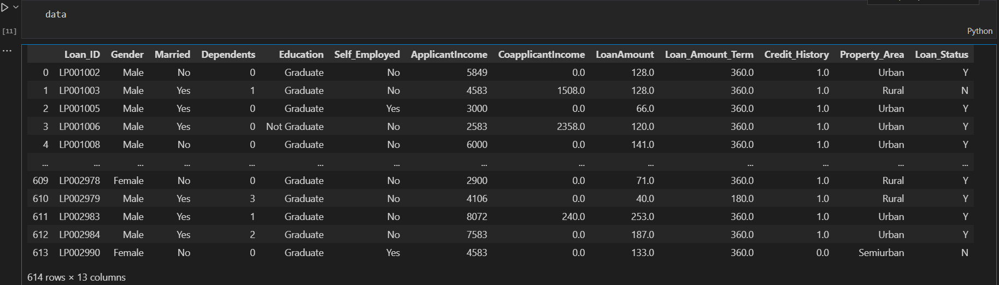 data
[11]
Python
...
Loan_ID Gender Married Dependents Education Self_Employed ApplicantIncome CoapplicantIncome LoanAmount Loan_Amount_Term Credit_History Property_Area Loan_Status
0 LP001002 Male No 0 Graduate No 5849 0.0 128.0 360.0 1.0 Urban Y
1 LP001003 Male Yes 1 Graduate No 4583 1508.0 128.0 360.0 1.0 Rural N
2 LP001005 Male Yes 0 Graduate Yes 3000 0.0 66.0 360.0 1.0 Urban Y
3 LP001006 Male Yes 0 Not Graduate No 2583 2358.0 120.0 360.0 1.0 Urban Y
4 LP001008 Male No 0 Graduate No 6000 0.0 141.0 360.0 1.0 Urban Y
... ... ... ... ... ... ... ... ... ... ... ... ... ...
609 LP002978 Female No 0 Graduate No 2900 0.0 71.0 360.0 1.0 Rural Y
610 LP002979 Male Yes 3 Graduate No 4106 0.0 40.0 180.0 1.0 Rural Y
611 LP002983 Male Yes 1 Graduate No 8072 240.0 253.0 360.0 1.0 Urban Y
612 LP002984 Male Yes 2 Graduate No 7583 0.0 187.0 360.0 1.0 Urban Y
613 LP002990 Female No 0 Graduate Yes 4583 0.0 133.0 360.0 0.0 Semiurban N
614 rows × 13 columns